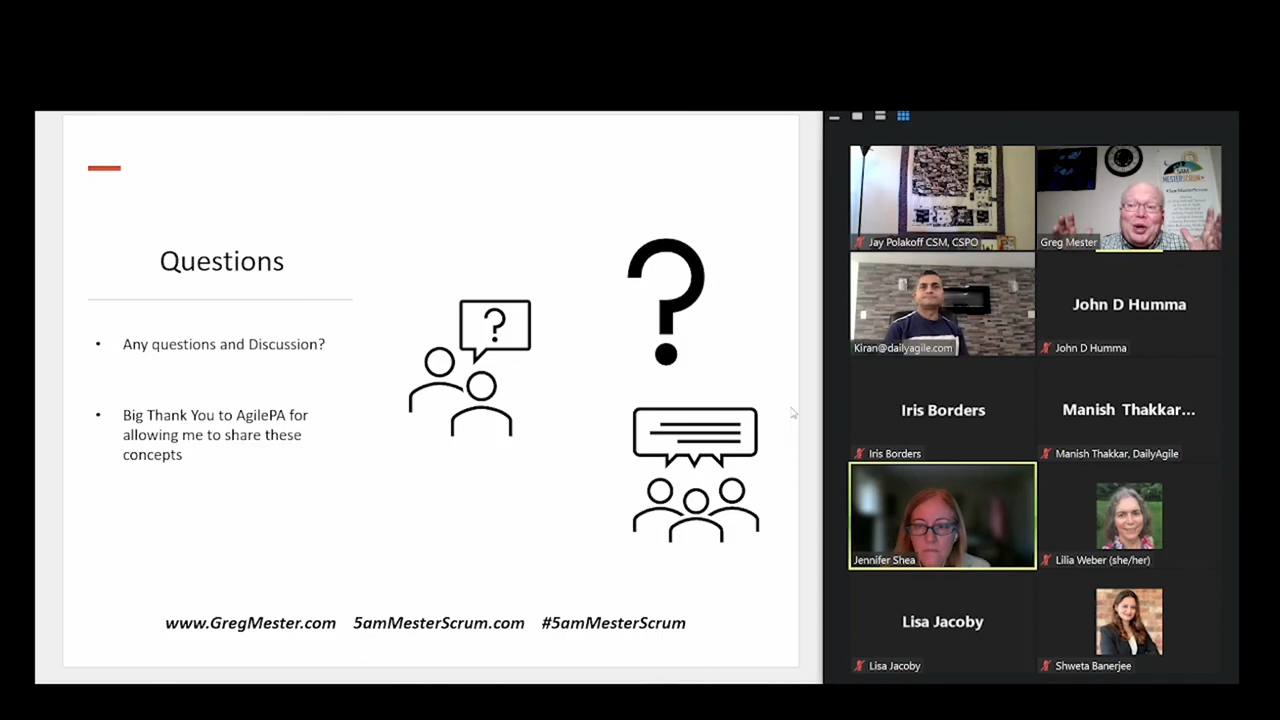 Questions
• Any questions and Discussion?
• Big Thank You to AgilePA for
allowing me to share these
concepts
www.GregMester.com 5amMesterScrum.com #5amMesterScrum
Jay Polakoff CSM, CSPO
5AM
MESTERSCRUM
#5amMesterScrum
Greg Mester
Kiran@dailyagile.com
John D Humma
John D Humma
Iris Borders
Iris Borders
Manish Thakkar...
Manish Thakkar, DailyAgile
Jennifer Shea
Lilia Weber (she/her)
Lisa Jacoby
Lisa Jacoby
Shweta Banerjee